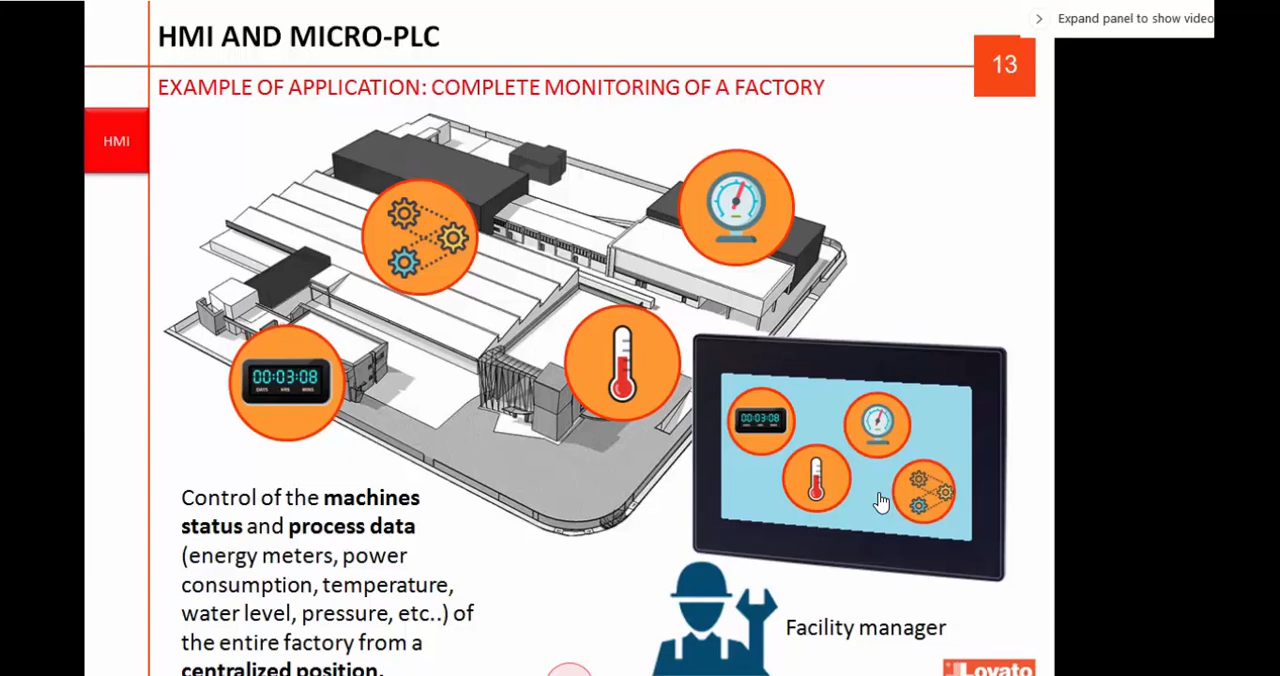 HMI AND MICRO-PLC
Expand panel to show video
13
EXAMPLE OF APPLICATION: COMPLETE MONITORING OF A FACTORY
HMI
00:03:08
DAYS HRS MINS
00:03:08
Control of the machines
status and process data
(energy meters, power
consumption, temperature,
water level, pressure, etc..) of
the entire factory from a
centralized position.
Facility manager
Lovato